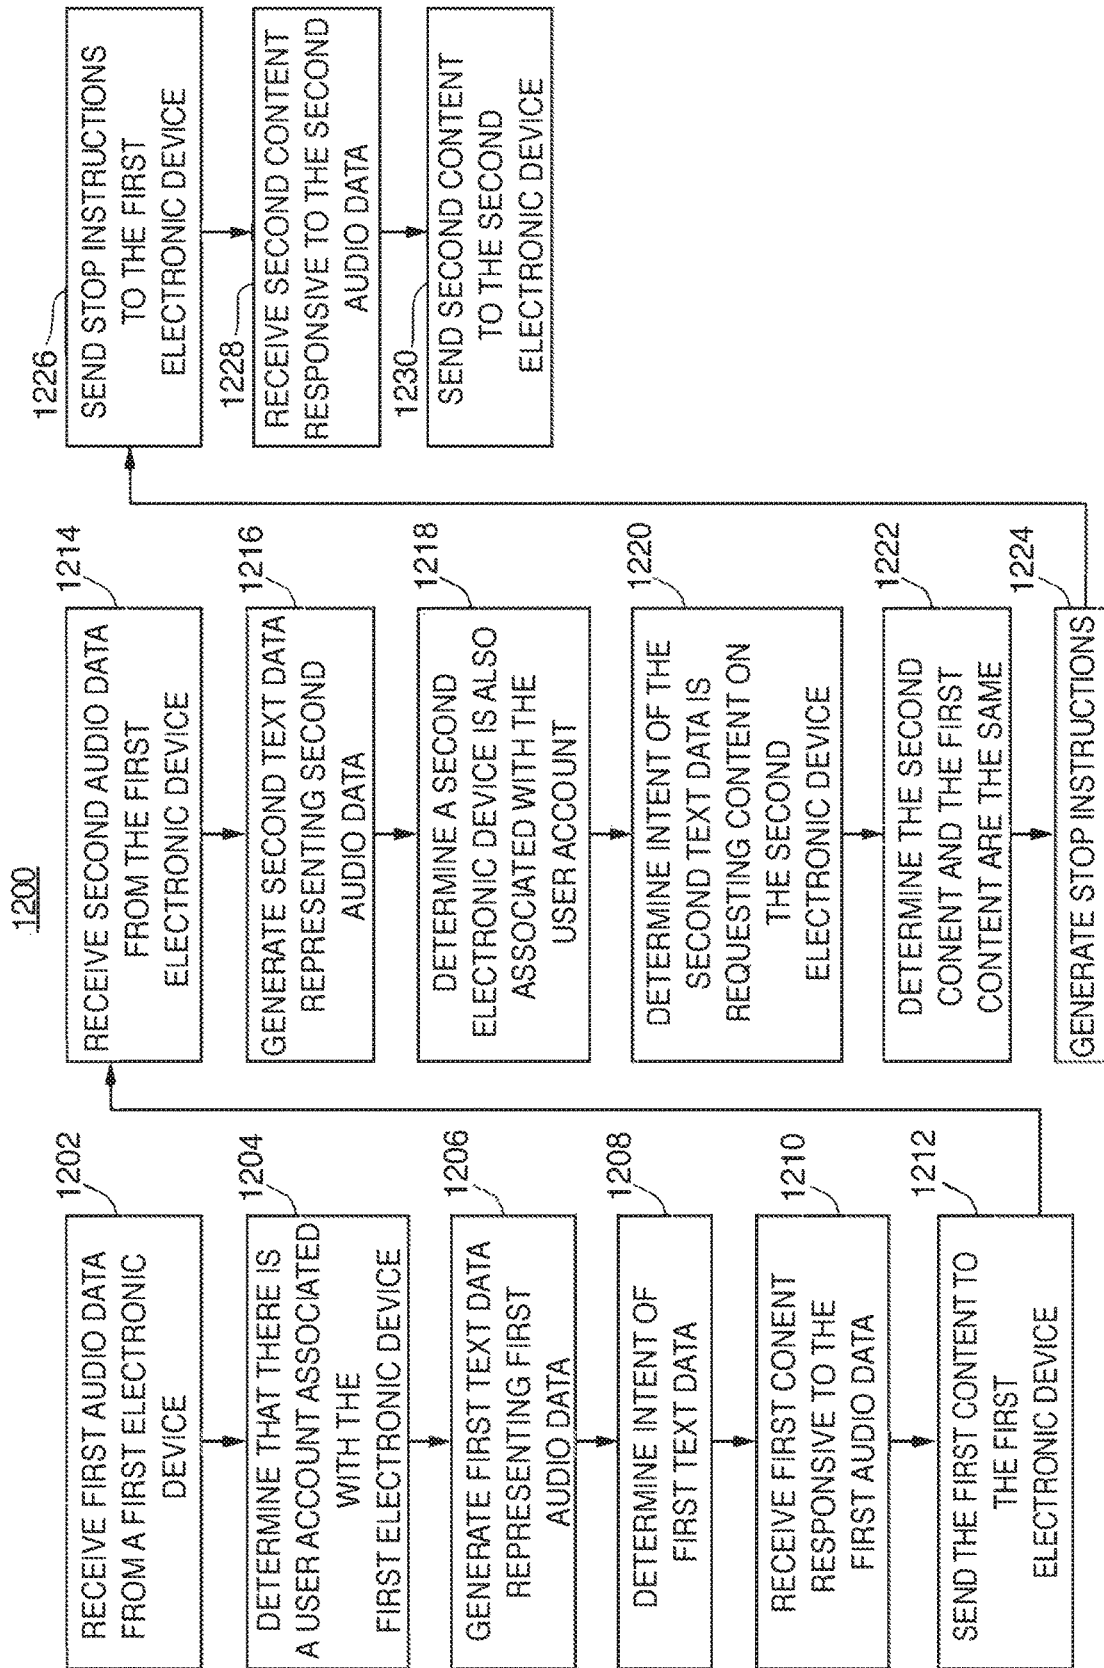 1200
1202
RECEIVE FIRST AUDIO DATA
FROM A FIRST ELECTRONIC
DEVICE
1204
DETERMINE THAT THERE IS
A USER ACCOUNT ASSOCIATED
WITH THE
FIRST ELECTRONIC DEVICE
1206
GENERATE FIRST TEXT DATA
REPRESENTING FIRST
AUDIO DATA
1208
DETERMINE INTENT OF
FIRST TEXT DATA
1210
RECEIVE FIRST CONENT
RESPONSIVE TO THE
FIRST AUDIO DATA
1212
SEND THE FIRST CONTENT TO
THE FIRST
ELECTRONIC DEVICE
1214
RECEIVE SECOND AUDIO DATA
FROM THE FIRST
ELECTRONIC DEVICE
1216
GENERATE SECOND TEXT DATA
REPRESENTING SECOND
AUDIO DATA
1218
DETERMINE A SECOND
ELECTRONIC DEVICE IS ALSO
ASSOCIATED WITH THE
USER ACCOUNT
1220
DETERMINE INTENT OF THE
SECOND TEXT DATA IS
REQUESTING CONTENT ON
THE SECOND
ELECTRONIC DEVICE
1222
DETERMINE THE SECOND
CONENT AND THE FIRST
CONTENT ARE THE SAME
1224
GENERATE STOP INSTRUCTIONS
1226
SEND STOP INSTRUCTIONS
TO THE FIRST
ELECTRONIC DEVICE
1228
RECEIVE SECOND CONTENT
RESPONSIVE TO THE SECOND
AUDIO DATA
1230
SEND SECOND CONTENT
TO THE SECOND
ELECTRONIC DEVICE